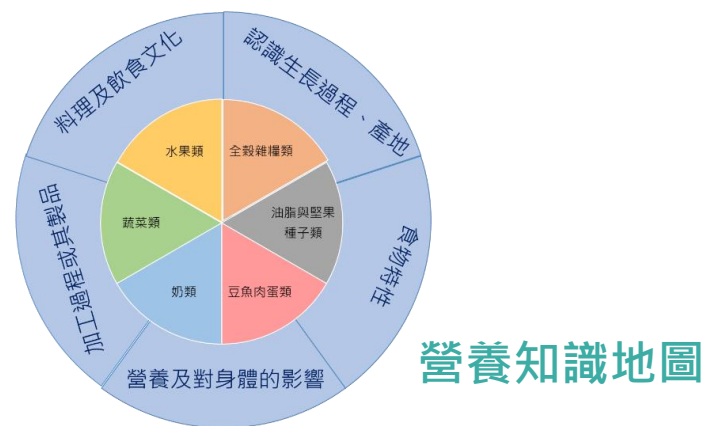 料理及飲食文化
認識生長過程、產地
水果類
全穀雜糧類
蔬菜類
油脂與堅果
種子類
奶類
豆魚肉蛋類
加工過程或其製品
食物特性
營養及對身體的影響
營養知識地圖